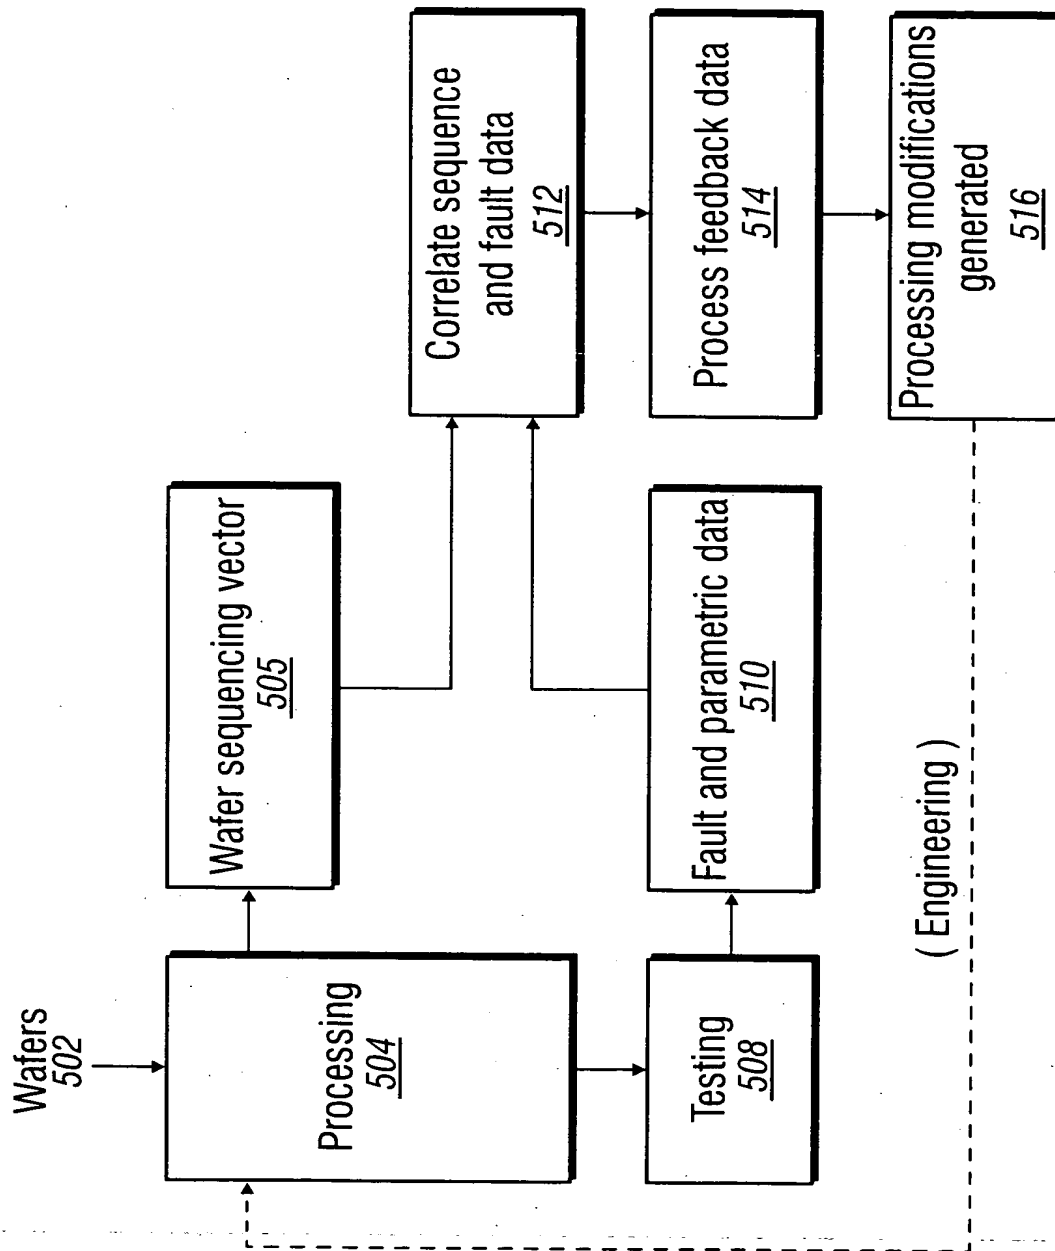 Wafers
502
Processing
504
Wafer sequencing vector
505
Testing
508
Fault and parametric data
510
Correlate sequence
and fault data
512
Process feedback data
514
Processing modifications
generated
516
( Engineering )